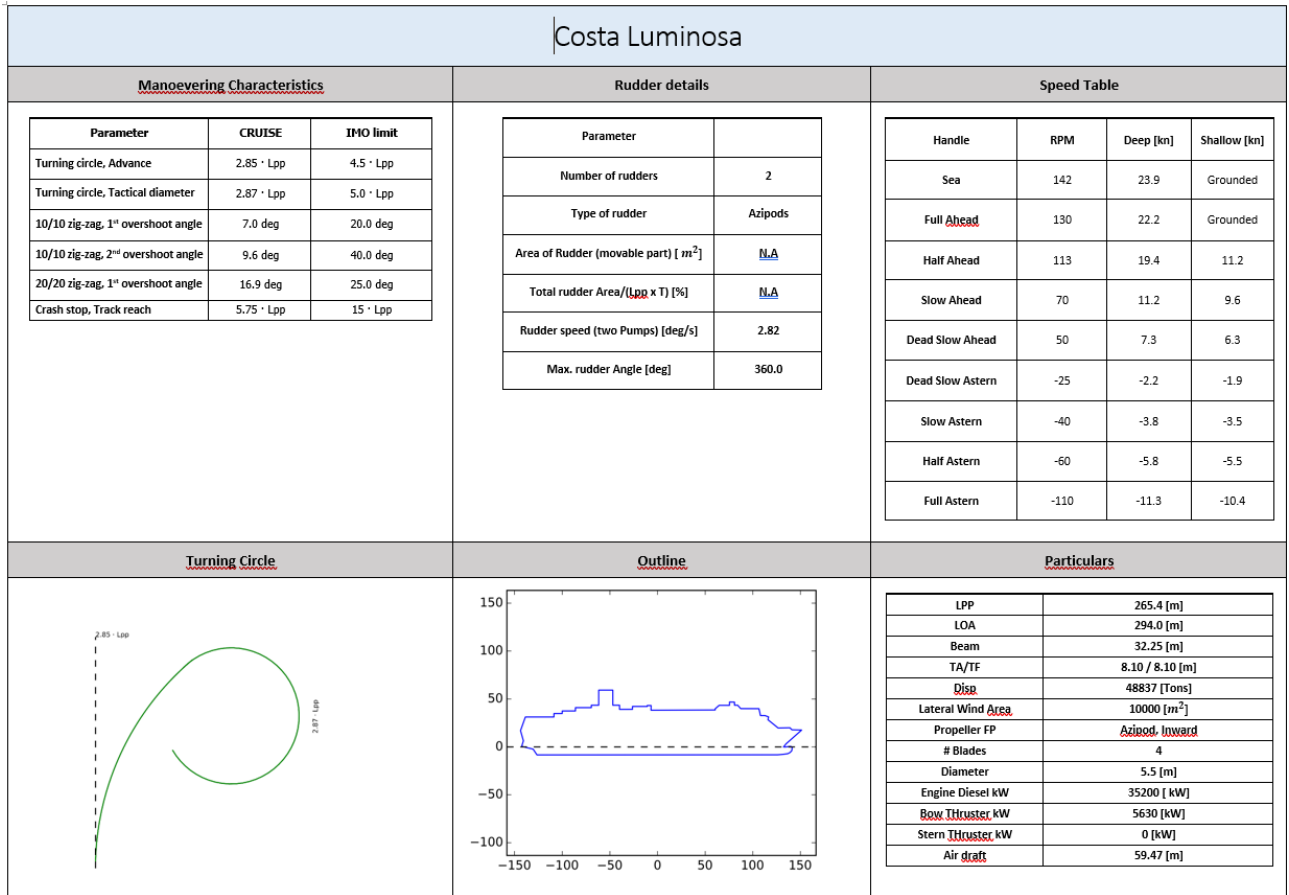 Costa Luminosa
Manoevering Characteristics
Parameter CRUISE IMO limit
Turning circle, Advance 2.85 · Lpp 4.5 · Lpp
Turning circle, Tactical diameter 2.87 · Lpp 5.0 · Lpp
10/10 zig-zag, 1st overshoot angle 7.0 deg 20.0 deg
10/10 zig-zag, 2nd overshoot angle 9.6 deg 40.0 deg
20/20 zig-zag, 1st overshoot angle 16.9 deg 25.0 deg
Crash stop, Track reach 5.75 · Lpp 15 · Lpp
Rudder details
Parameter
Number of rudders 2
Type of rudder Azipods
Area of Rudder (movable part) [ m²] N.A
Total rudder Area/(Lpp x T) [%] N.A
Rudder speed (two Pumps) [deg/s] 2.82
Max. rudder Angle [deg] 360.0
Speed Table
Handle RPM Deep [kn] Shallow [kn]
Sea 142 23.9 Grounded
Full Ahead 130 22.2 Grounded
Half Ahead 113 19.4 11.2
Slow Ahead 70 11.2 9.6
Dead Slow Ahead 50 7.3 6.3
Dead Slow Astern -25 -2.2 -1.9
Slow Astern -40 -3.8 -3.5
Half Astern -60 -5.8 -5.5
Full Astern -110 -11.3 -10.4
Turning Circle
2.85 · Lpp
2.87 · Lpp
Outline
150
100
50
0
−50
−100
−150 −100 −50 0 50 100 150
Particulars
LPP 265.4 [m]
LOA 294.0 [m]
Beam 32.25 [m]
TA/TF 8.10 / 8.10 [m]
Disp 48837 [Tons]
Lateral Wind Area 10000 [m²]
Propeller FP Azipod, Inward
# Blades 4
Diameter 5.5 [m]
Engine Diesel kW 35200 [ kW]
Bow THruster kW 5630 [kW]
Stern THruster kW 0 [kW]
Air draft 59.47 [m]